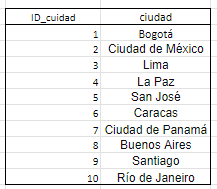 ID_cuidad ciudad
1 Bogotá
2 Ciudad de México
3 Lima
4 La Paz
5 San José
6 Caracas
7 Ciudad de Panamá
8 Buenos Aires
9 Santiago
10 Río de Janeiro